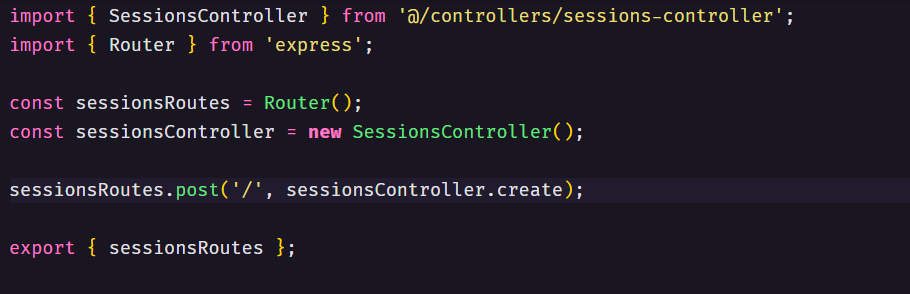 import { SessionsController } from '@/controllers/sessions-controller';
import { Router } from 'express';
const sessionsRoutes = Router();
const sessionsController = new SessionsController();
sessionsRoutes.post('/', sessionsController.create);
export { sessionsRoutes };